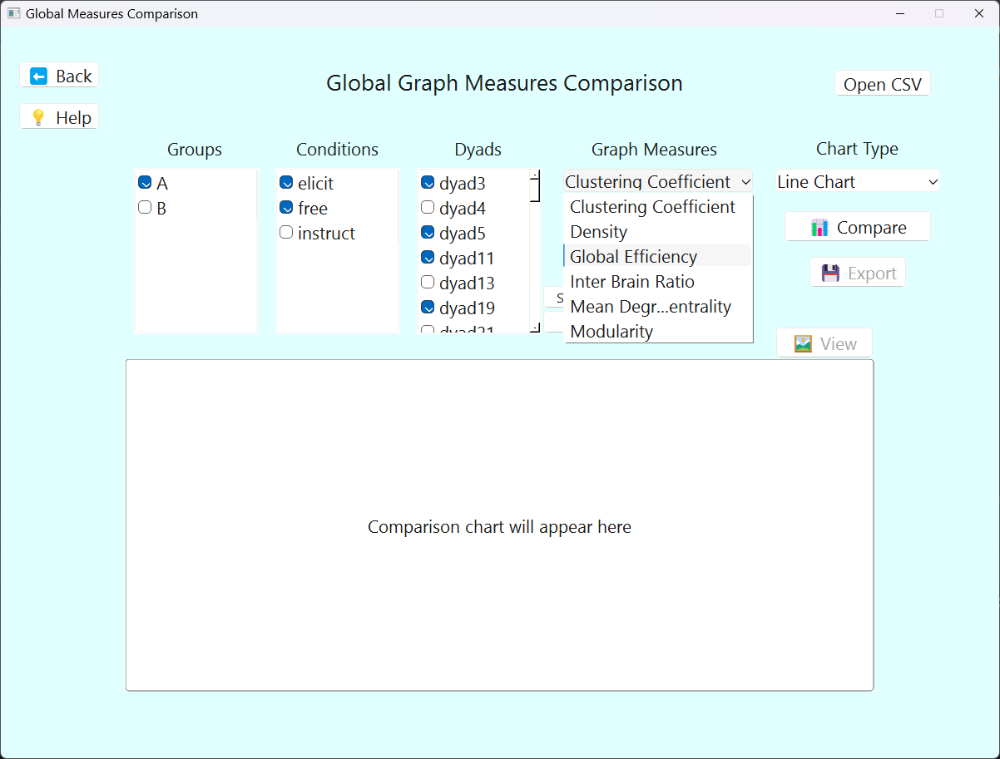 Global Measures Comparison
Back
Global Graph Measures Comparison
Open CSV
Help
Groups
Conditions
Dyads
Graph Measures
Chart Type
A
B
elicit
free
instruct
dyad3
dyad4
dyad5
dyad11
dyad13
dyad19
dyad21
Clustering Coefficient
Clustering Coefficient
Density
Global Efficiency
Inter Brain Ratio
Mean Degr...entrality
Modularity
Line Chart
Compare
Export
View
Comparison chart will appear here